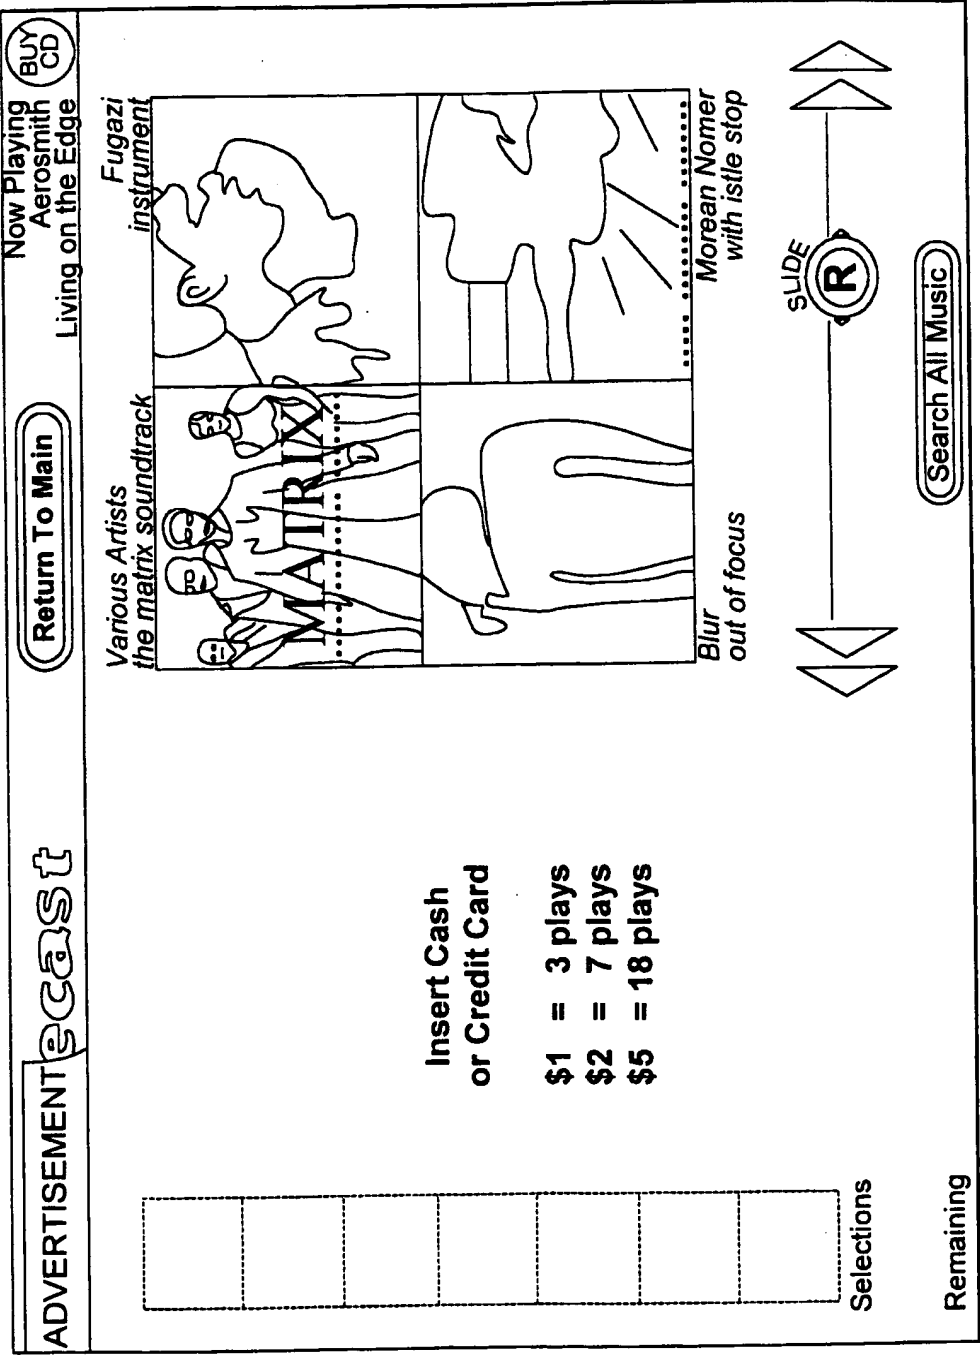 ADVERTISEMENT
ecast
Return To Main
Now Playing
Aerosmith
Living on the Edge
BUY
CD
Various Artists
the matrix soundtrack
Fugazi
instrument
MATRIX
Insert Cash
or Credit Card
$1 = 3 plays
$2 = 7 plays
$5 = 18 plays
Blur
out of focus
Morean Nomer
with istle stop
SLIDE
R
Selections
Search All Music
Remaining